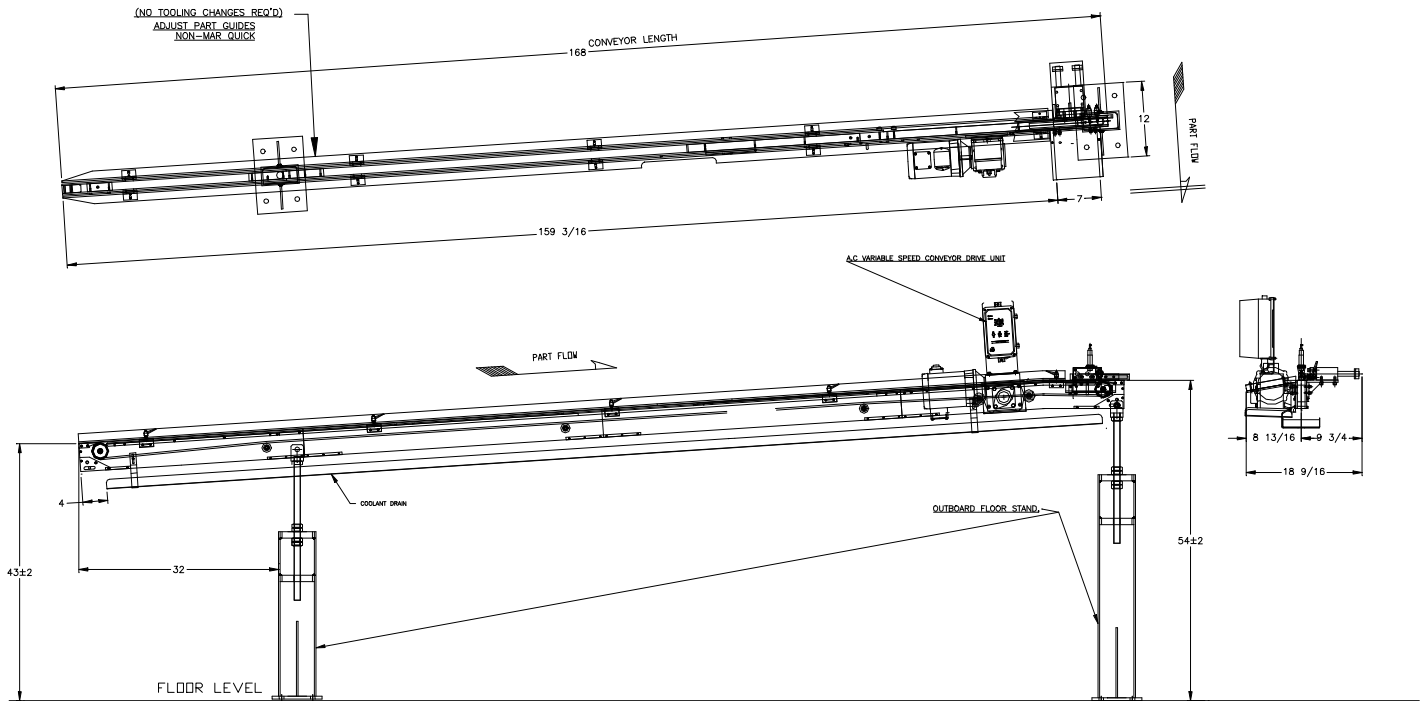 (NO TOOLING CHANGES REQ'D)
ADJUST PART GUIDES
NON-MAR QUICK
CONVEYOR LENGTH
168
12
PART FLOW
7
159 3/16
A.C VARIABLE SPEED CONVEYOR DRIVE UNIT
PART FLOW
8 13/16
9 3/4
18 9/16
4
COOLANT DRAIN
OUTBOARD FLOOR STAND.
54±2
43±2
32
FLOOR LEVEL